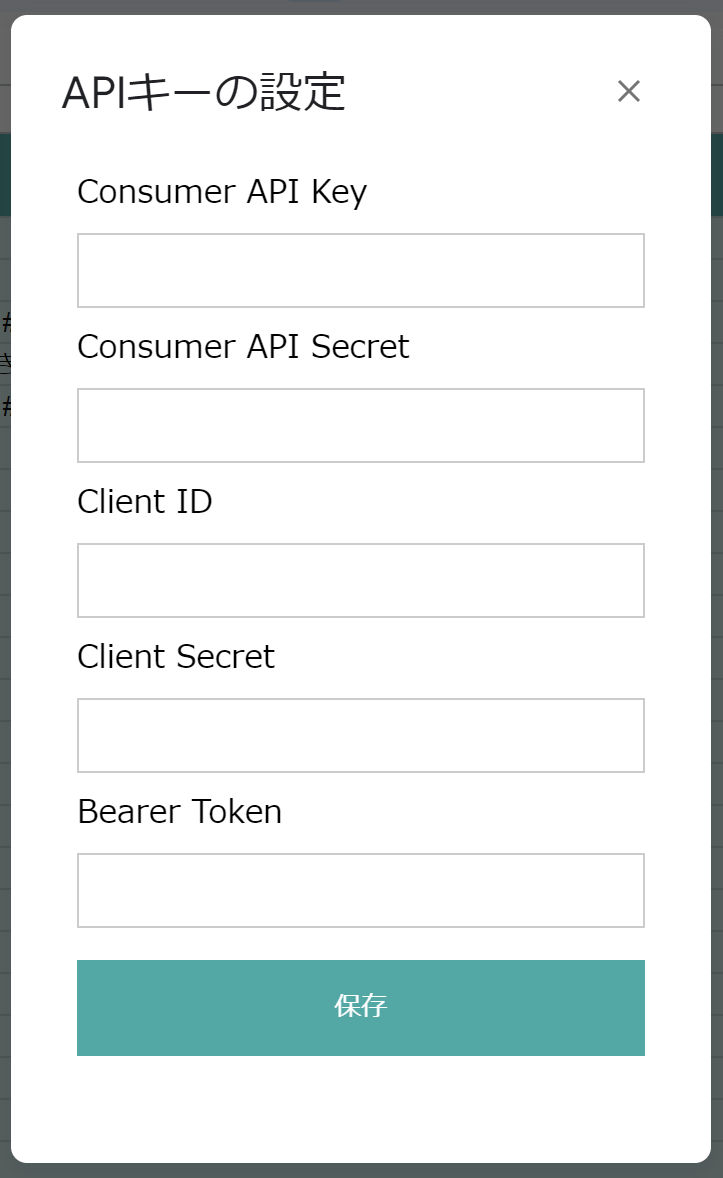 APIキーの設定
Consumer API Key
#
Consumer API Secret
#
Client ID
Client Secret
Bearer Token
保存